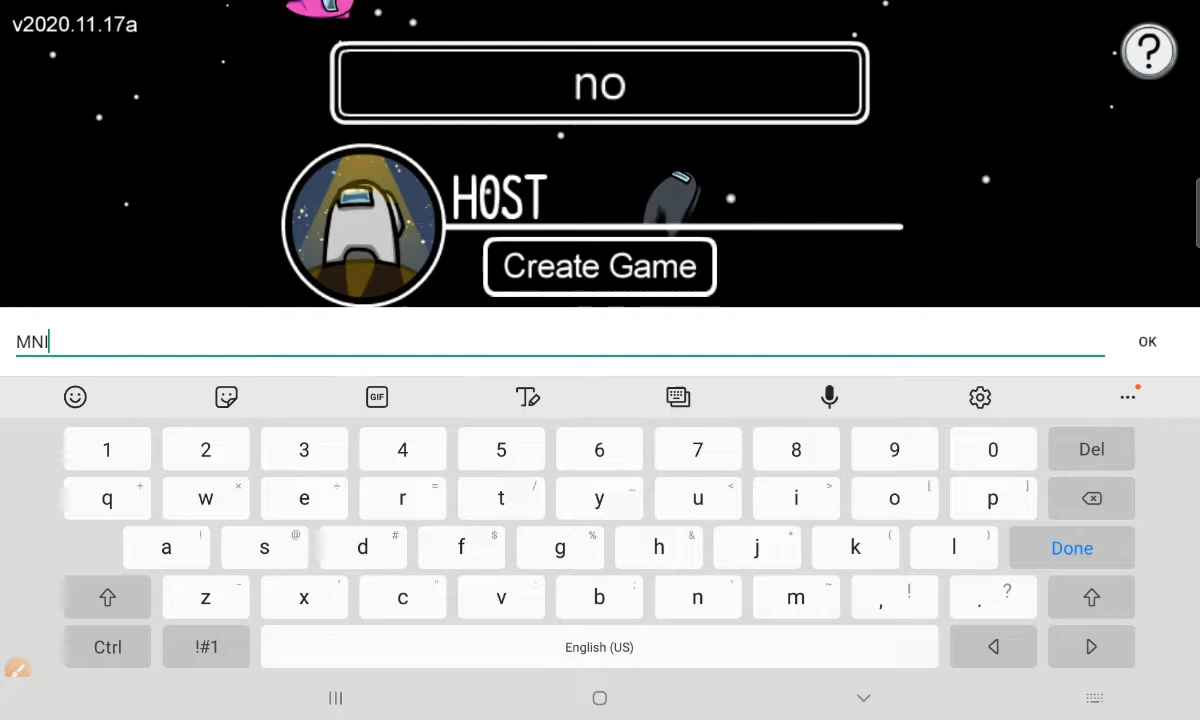 v2020.11.17a
?
no
HOST
Create Game
MNI
OK
GIF
1 2 3 4 5 6 7 8 9 0 Del
q + w × e ÷ r = t / y _ u < i > o [ p ]
a ! s @ d # f $ g % h & j * k ( l ) Done
z - x ' c " v : b ; n ` m ~ , ! . ?
Ctrl !#1 English (US)